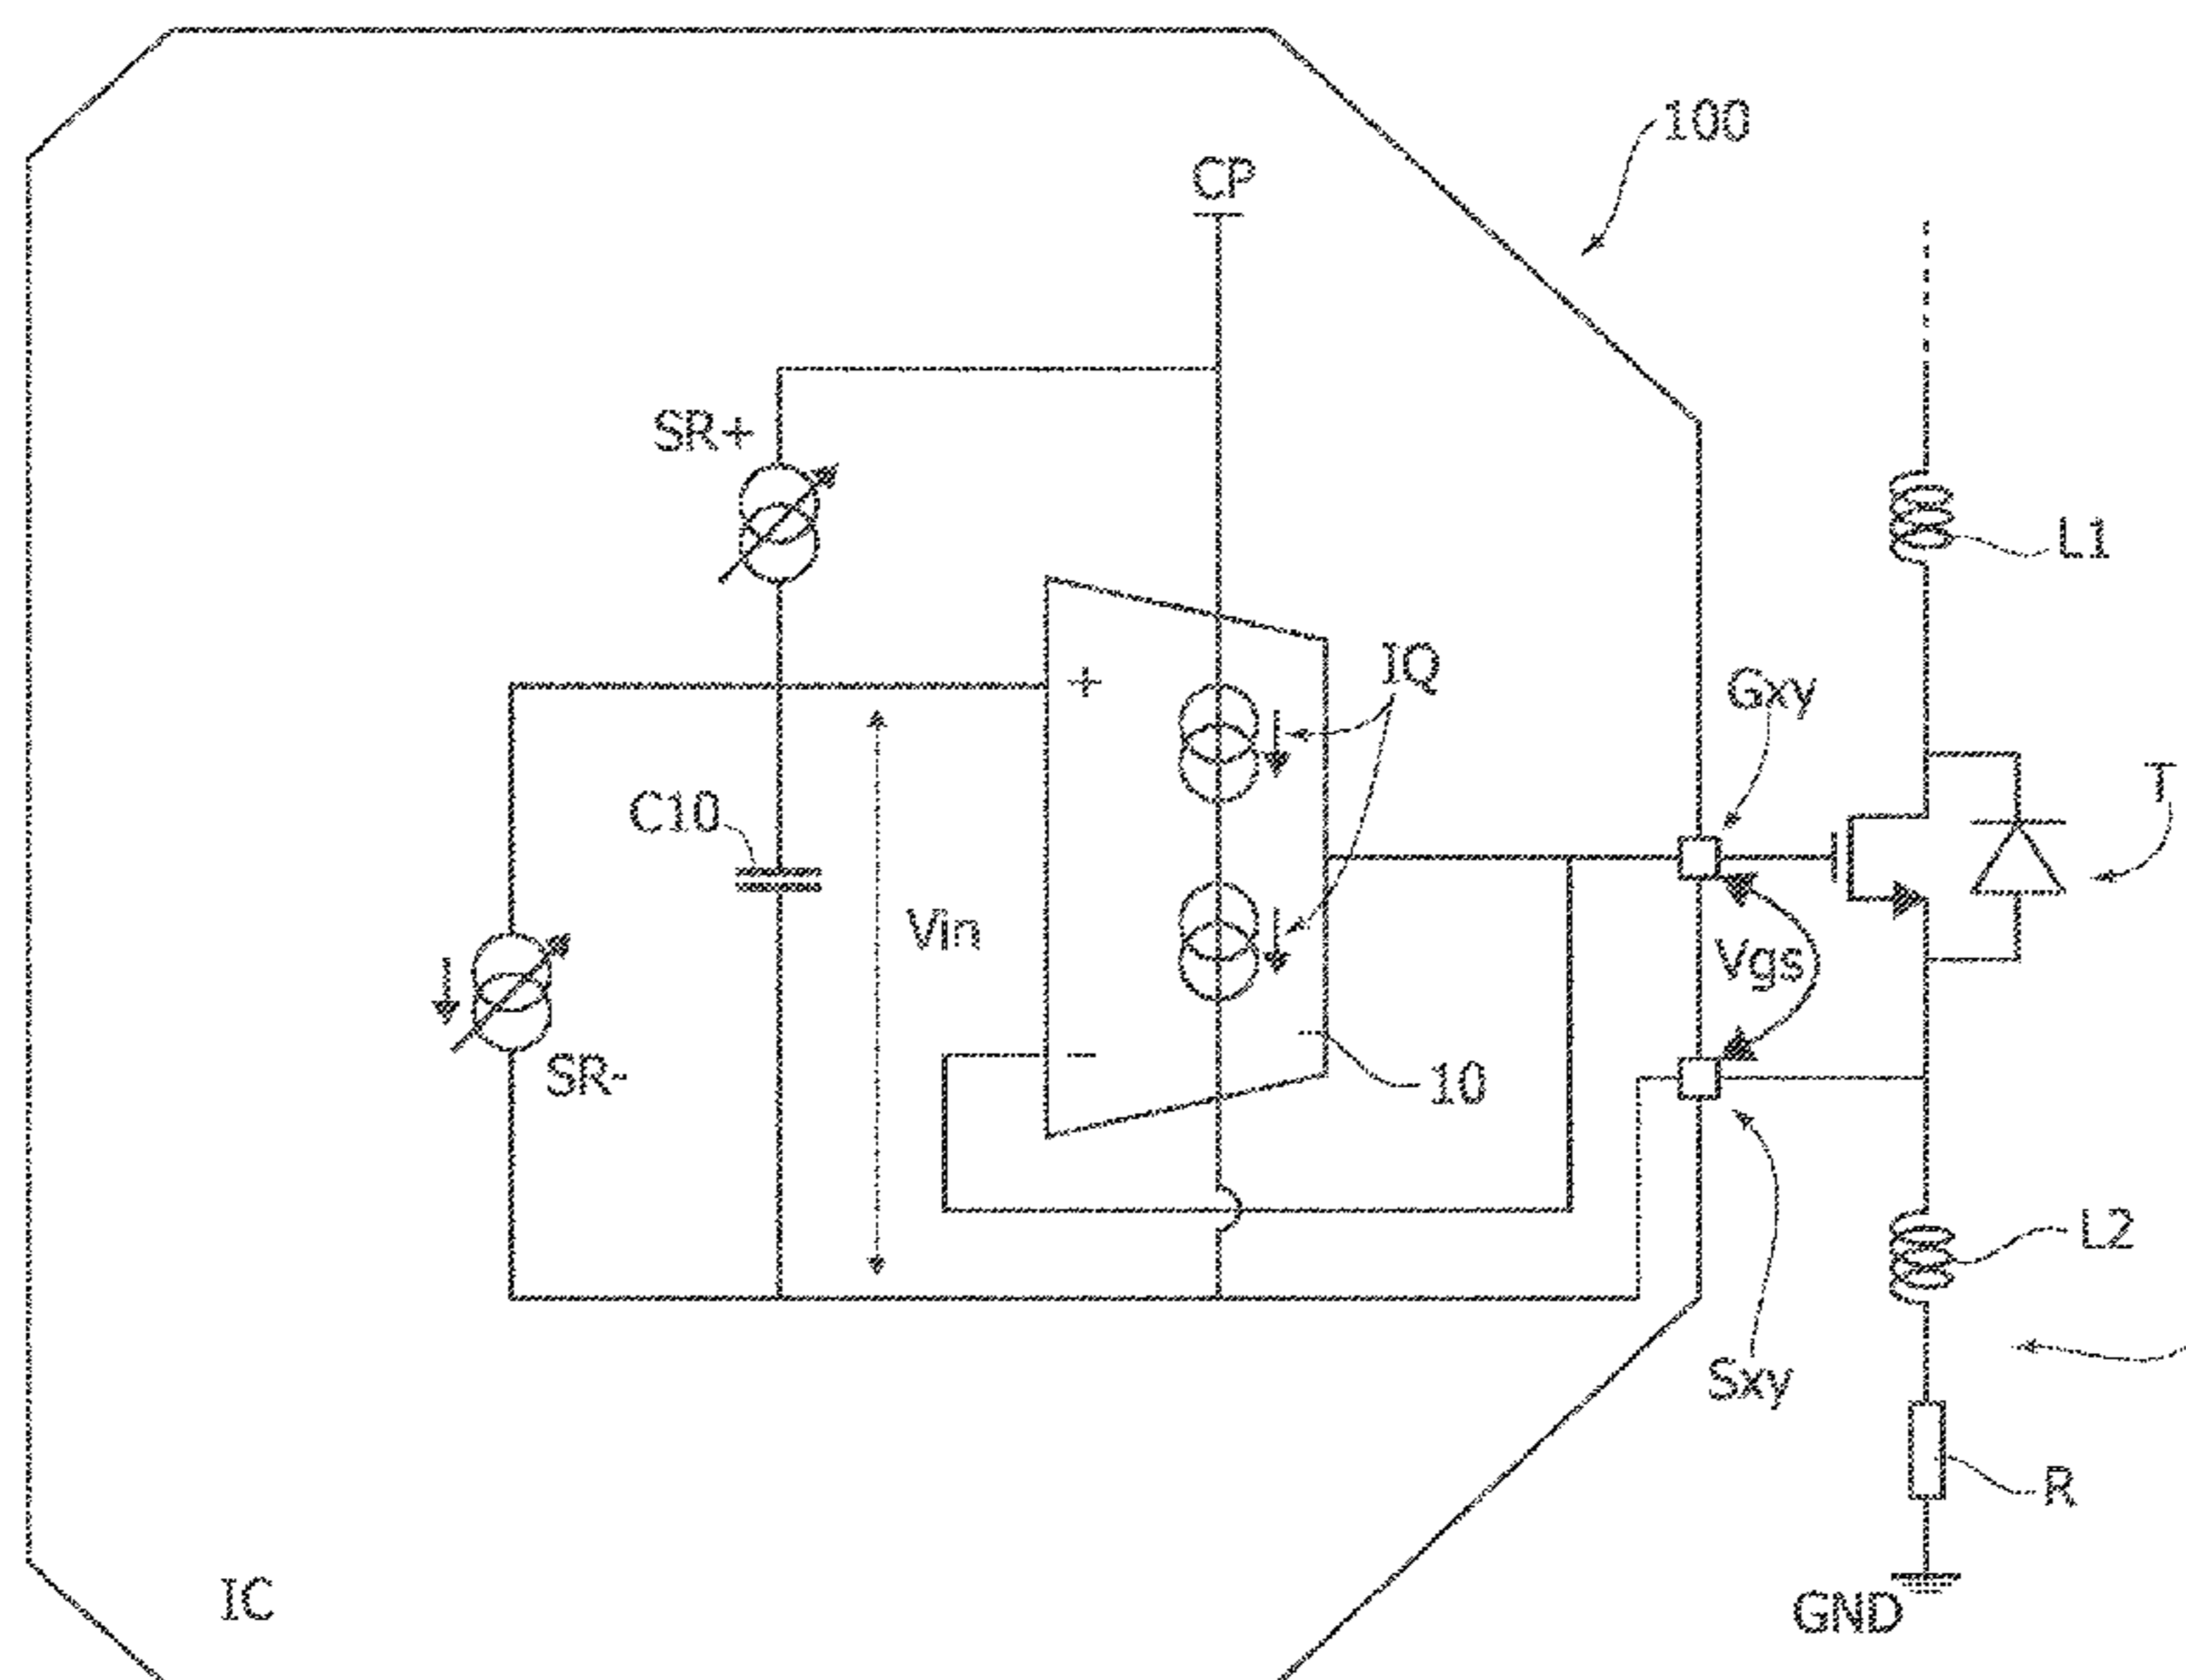 100
CP
SR+
L1
IQ
Gxy
+
T
C10
Vin
Vgs
SR-
-
10
L2
Sxy
R
IC
GND